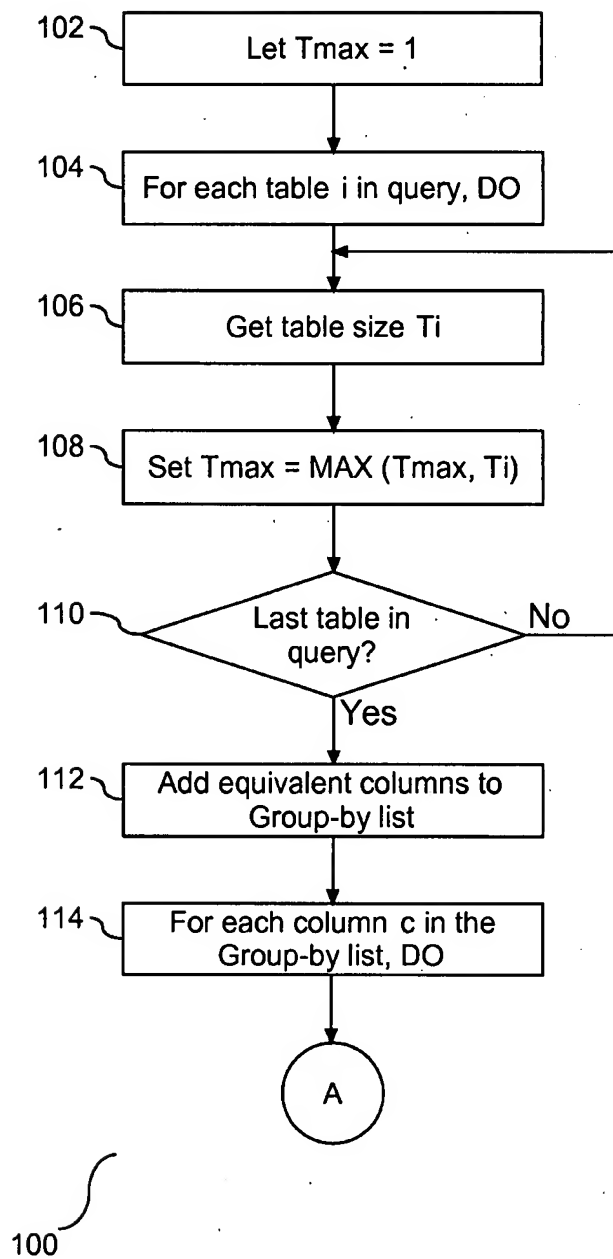 102
Let Tmax = 1
104
For each table i in query, DO
106
Get table size Ti
108
Set Tmax = MAX (Tmax, Ti)
110
Last table in
query?
No
Yes
112
Add equivalent columns to
Group-by list
114
For each column c in the
Group-by list, DO
A
100